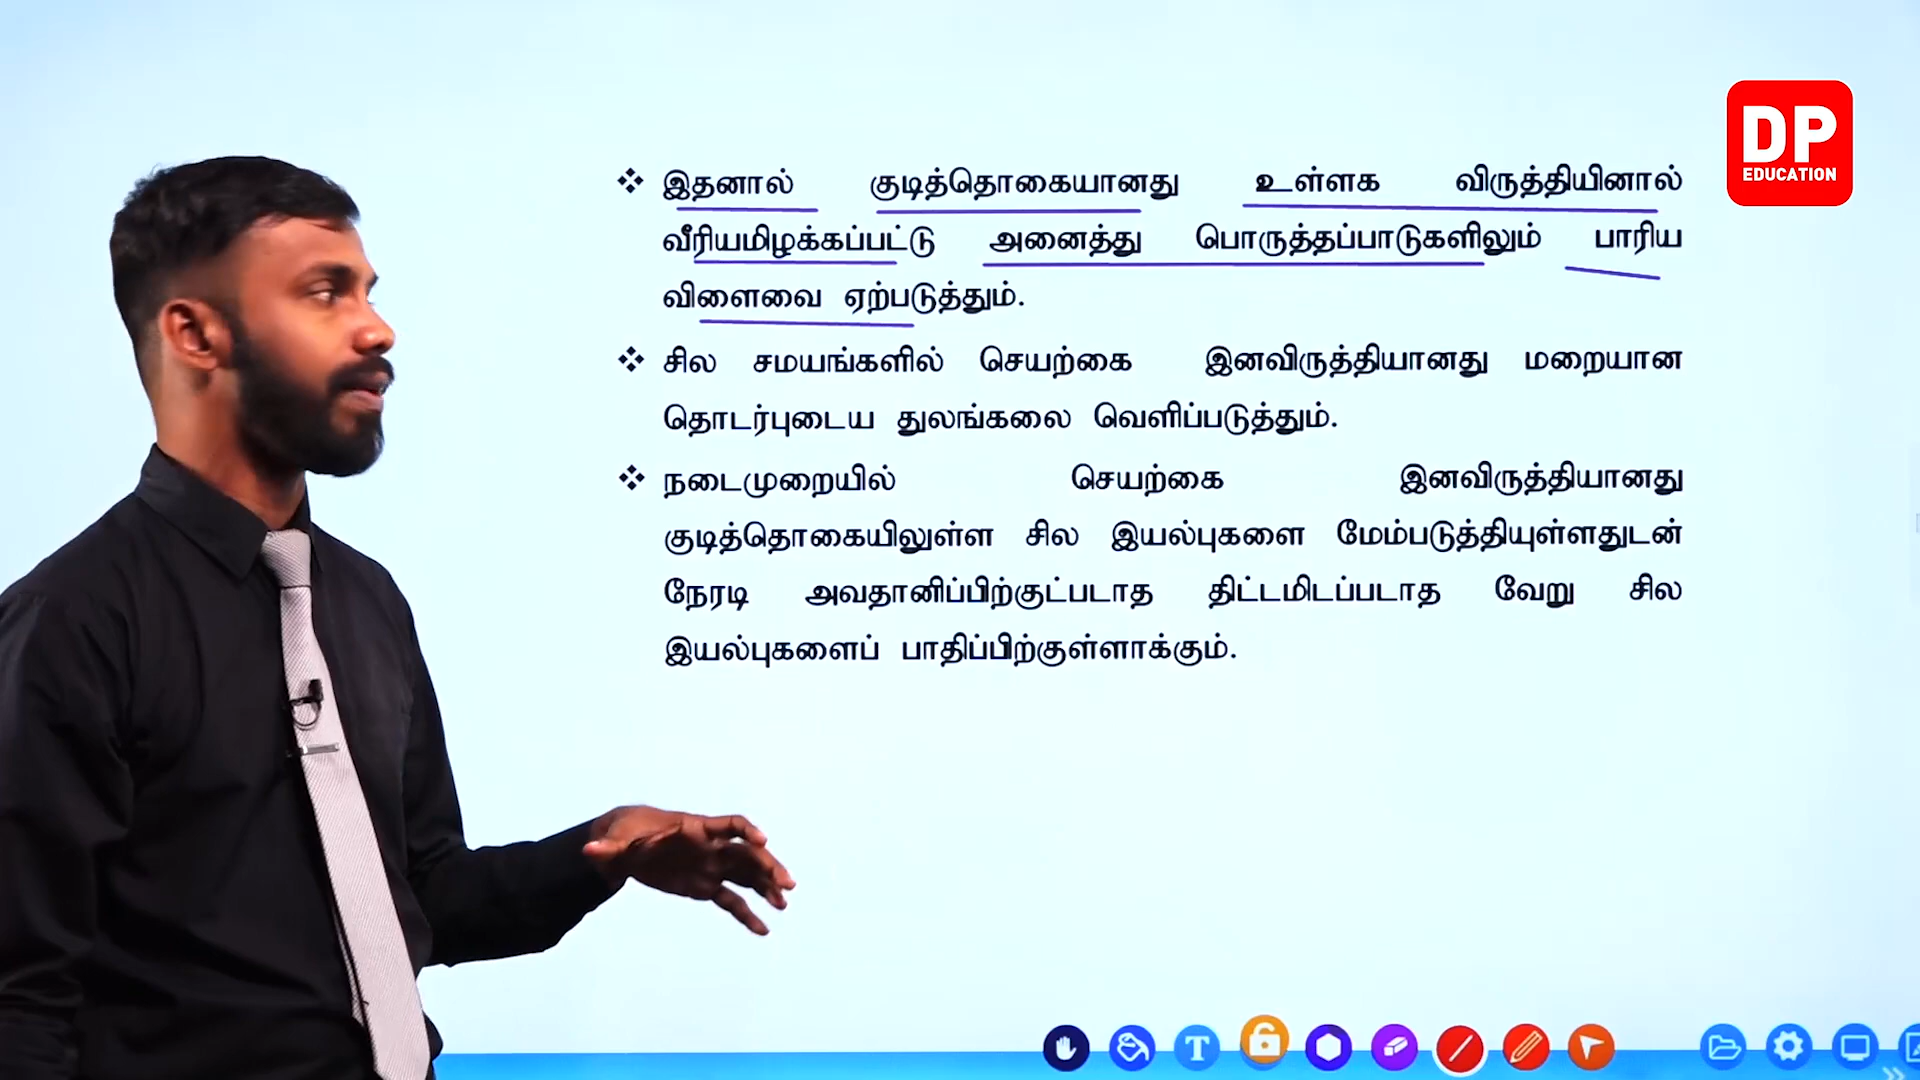 DP
EDUCATION
❖ இதனால் குடித்தொகையானது உள்ளக விருத்தியினால்
வீரியமிழக்கப்பட்டு அனைத்து பொருத்தப்பாடுகளிலும் பாரிய
விளைவை ஏற்படுத்தும்.
❖ சில சமயங்களில் செயற்கை இனவிருத்தியானது மறையான
தொடர்புடைய துலங்கலை வெளிப்படுத்தும்.
❖ நடைமுறையில் செயற்கை இனவிருத்தியானது
குடித்தொகையிலுள்ள சில இயல்புகளை மேம்படுத்தியுள்ளதுடன்
நேரடி அவதானிப்பிற்குட்படாத திட்டமிடப்படாத வேறு சில
இயல்புகளைப் பாதிப்பிற்குள்ளாக்கும்.